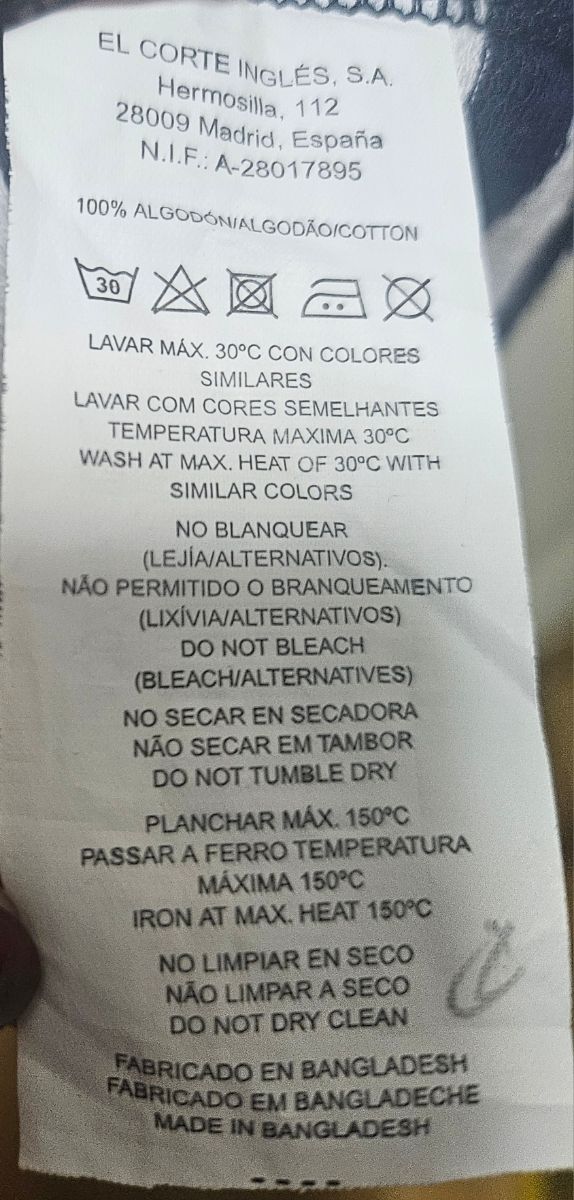 EL CORTE INGLÉS, S.A.
Hermosilla, 112
28009 Madrid, España
N.I.F.: A-28017895
100% ALGODÓN/ALGODÃO/COTTON
30
LAVAR MÁX. 30ºC CON COLORES
SIMILARES
LAVAR COM CORES SEMELHANTES
TEMPERATURA MAXIMA 30ºC
WASH AT MAX. HEAT OF 30ºC WITH
SIMILAR COLORS
NO BLANQUEAR
(LEJÍA/ALTERNATIVOS).
NÃO PERMITIDO O BRANQUEAMENTO
(LIXÍVIA/ALTERNATIVOS)
DO NOT BLEACH
(BLEACH/ALTERNATIVES)
NO SECAR EN SECADORA
NÃO SECAR EM TAMBOR
DO NOT TUMBLE DRY
PLANCHAR MÁX. 150ºC
PASSAR A FERRO TEMPERATURA
MÁXIMA 150ºC
IRON AT MAX. HEAT 150ºC
NO LIMPIAR EN SECO
NÃO LIMPAR A SECO
DO NOT DRY CLEAN
FABRICADO EN BANGLADESH
FABRICADO EM BANGLADECHE
MADE IN BANGLADESH